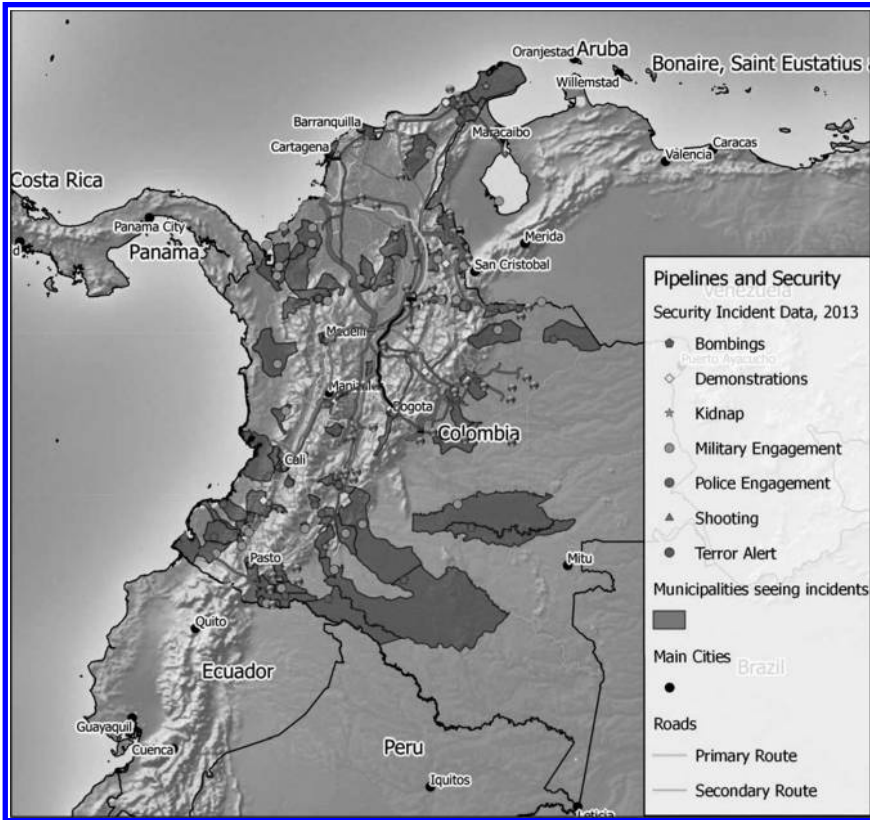 Oranjestad Aruba
Bonaire, Saint Eustatius a
Willemstad
Barranquilla
Maracaibo
Cartagena
Caracas
Valencia
Costa Rica
Panama City
Panama
Merida
San Cristobal
Pipelines and Security
Venezuela
Security Incident Data, 2013
Bombings
Puerto Ayacucho
Demonstrations
Kidnap
Military Engagement
Police Engagement
Shooting
Terror Alert
Municipalities seeing incidents
Main Cities
Brazil
Roads
Primary Route
Secondary Route
Medelli
Bogota
Colombia
Cali
Pasto
Mitu
Quito
Ecuador
Guayaquil
Cuenca
Peru
Iquitos
Leticia